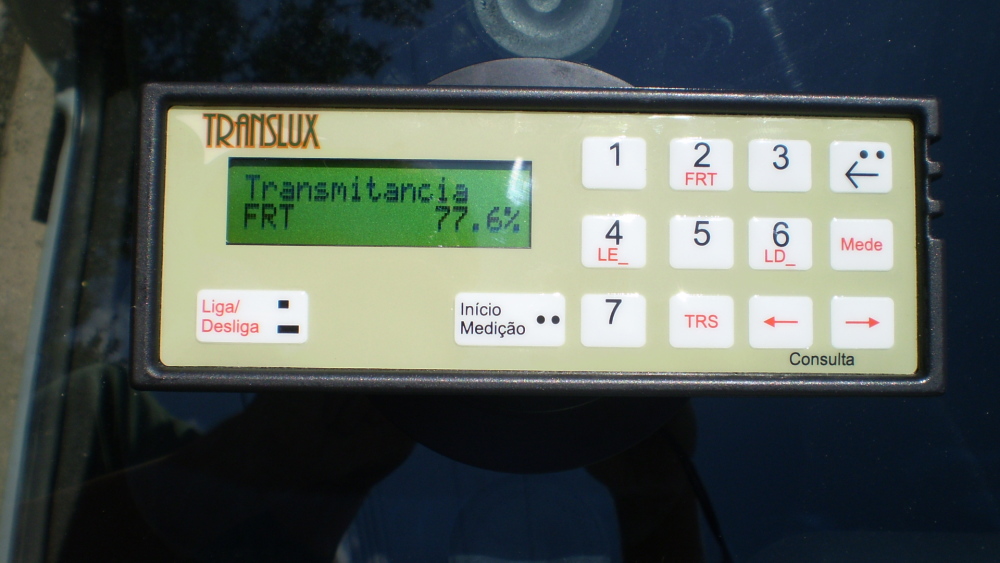 TRANSLUX
Transmitancia
FRT 77.6%
1
2
FRT
3
←
4
LE_
5
6
LD_
Mede
Liga/
Desliga
Início
Medição
7
TRS
←
→
Consulta